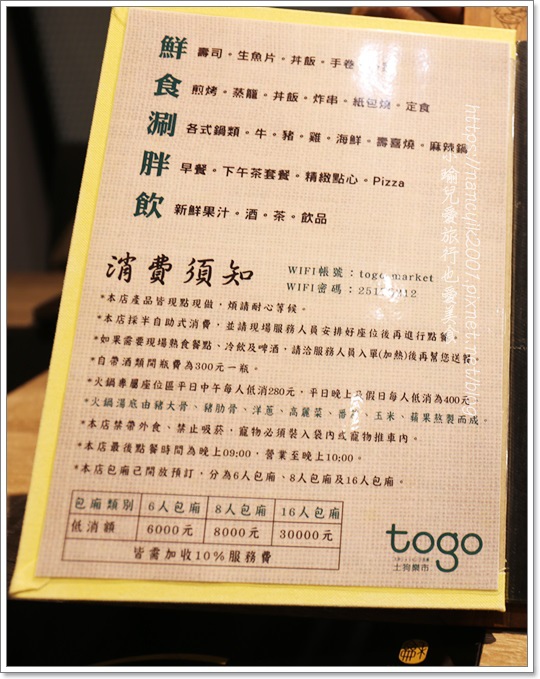 鮮 壽司。生魚片。丼飯。手卷
食 煎烤。蒸籠。丼飯。炸串。紙包燒。定食
涮 各式鍋類。牛。豬。雞。海鮮。壽喜燒。麻辣鍋
胖 早餐。下午茶套餐。精緻點心。Pizza
飲 新鮮果汁。酒。茶。飲品
消費須知
WIFI帳號：togo market
WIFI密碼：
*本店產品皆現點現做，煩請耐心等候。
*本店採半自助式消費，並請現場服務人員安排好座位後再進行點餐。
*如果需要現場熟食餐點、冷飲及啤酒，請洽服務人員入單(加熱)後再幫您送餐。
*自帶酒類開瓶費為300元一瓶。
*火鍋專屬座位區平日中午每人低消280元，平日晚上及假日每人低消為400元。
*火鍋湯底由豬大骨、豬肋骨、洋蔥、高麗菜、番茄、玉米、蘋果熬製而成。
*本店禁帶外食、禁止吸菸，寵物必須裝入袋內或寵物推車內。
*本店最後點餐時間為晚上09:00，營業至晚上10:00。
*本店包廂已開放預訂，分為6人包廂、8人包廂及16人包廂。
包廂類別 6人包廂 8人包廂 16人包廂
低消額 6000元 8000元 30000元
皆需加收10%服務費
togo
土狗樂市
小瑜兒愛旅行也愛美食